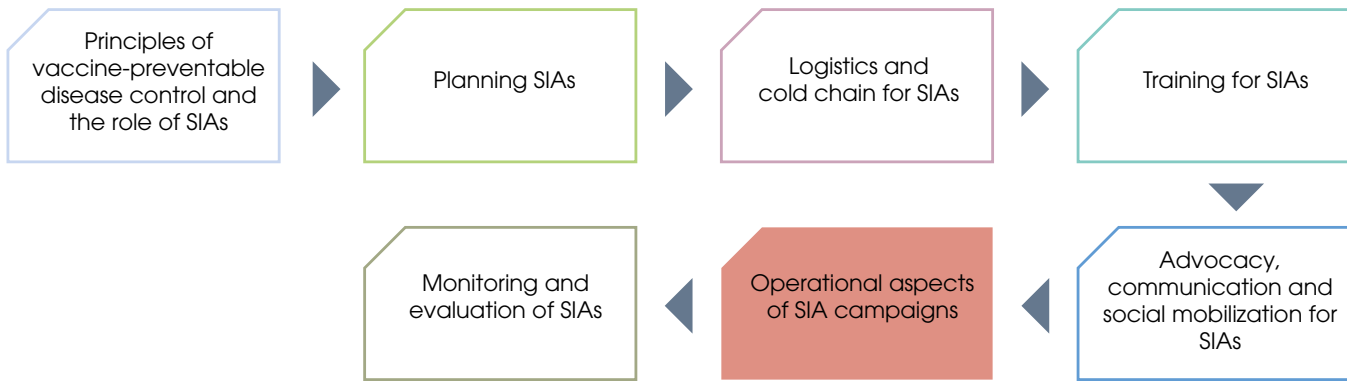 Principles of
vaccine-preventable
disease control and
the role of SIAs
Planning SIAs
Logistics and
cold chain for SIAs
Training for SIAs
Advocacy,
communication and
social mobilization for
SIAs
Operational aspects
of SIA campaigns
Monitoring and
evaluation of SIAs